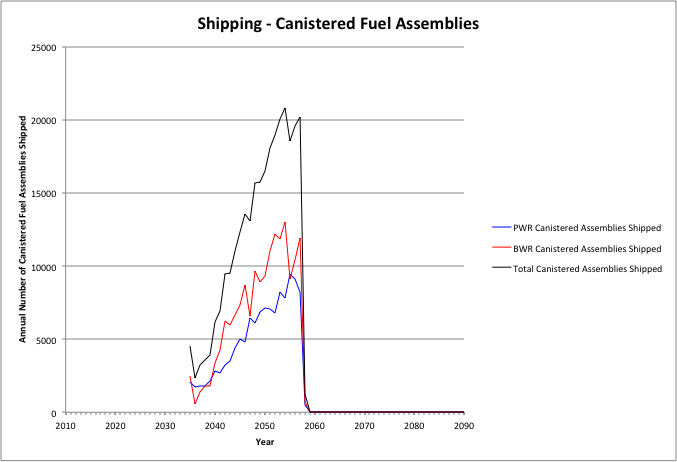 Shipping - Canistered Fuel Assemblies
Annual Number of Canistered Fuel Assemblies Shipped
25000
20000
15000
10000
5000
0
2010 2020 2030 2040 2050 2060 2070 2080 2090
Year
PWR Canistered Assemblies Shipped
BWR Canistered Assemblies Shipped
Total Canistered Assemblies Shipped